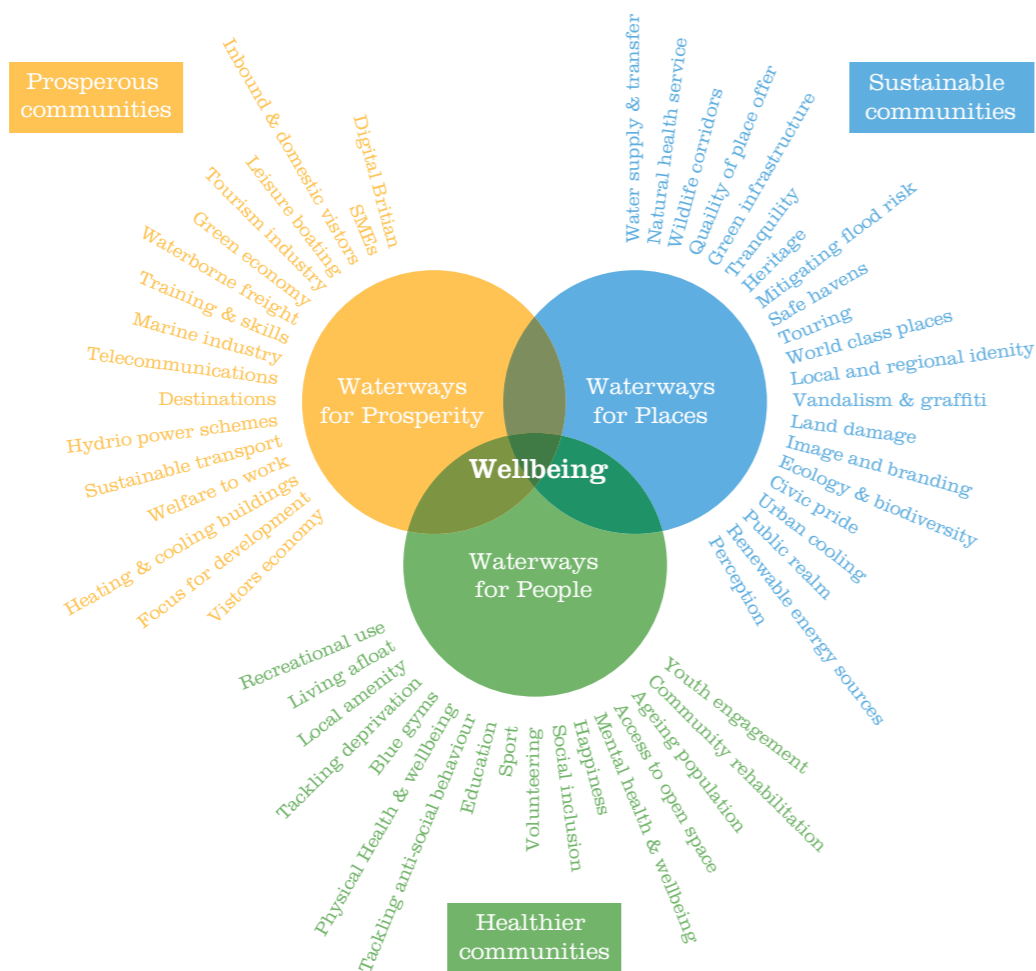 Prosperous
communities
Sustainable
communities
Digital Britian
SMEs
Inbound & domestic vistors
Leisure boating
Tourism industry
Green economy
Waterborne freight
Training & skills
Marine industry
Telecommunications
Destinations
Hydrio power schemes
Sustainable transport
Welfare to work
Heating & cooling buildings
Focus for development
Vistors economy
Water supply & transfer
Natural health service
Wildlife corridors
Quaility of place offer
Green infrastructure
Tranquility
Heritage
Mitigating flood risk
Safe havens
Touring
World class places
Local and regional idenity
Vandalism & graffiti
Land damage
Image and branding
Ecology & biodiversity
Civic pride
Urban cooling
Public realm
Renewable energy sources
Perception
Waterways
for Prosperity
Waterways
for Places
Wellbeing
Waterways
for People
Recreational use
Living afloat
Local amenity
Tackling deprivation
Blue gyms
Physical Health & wellbeing
Tackling anti-social behaviour
Education
Sport
Volunteering
Social inclusion
Happiness
Mental health & wellbeing
Access to open space
Ageing population
Community rehabilitation
Youth engagement
Healthier
communities